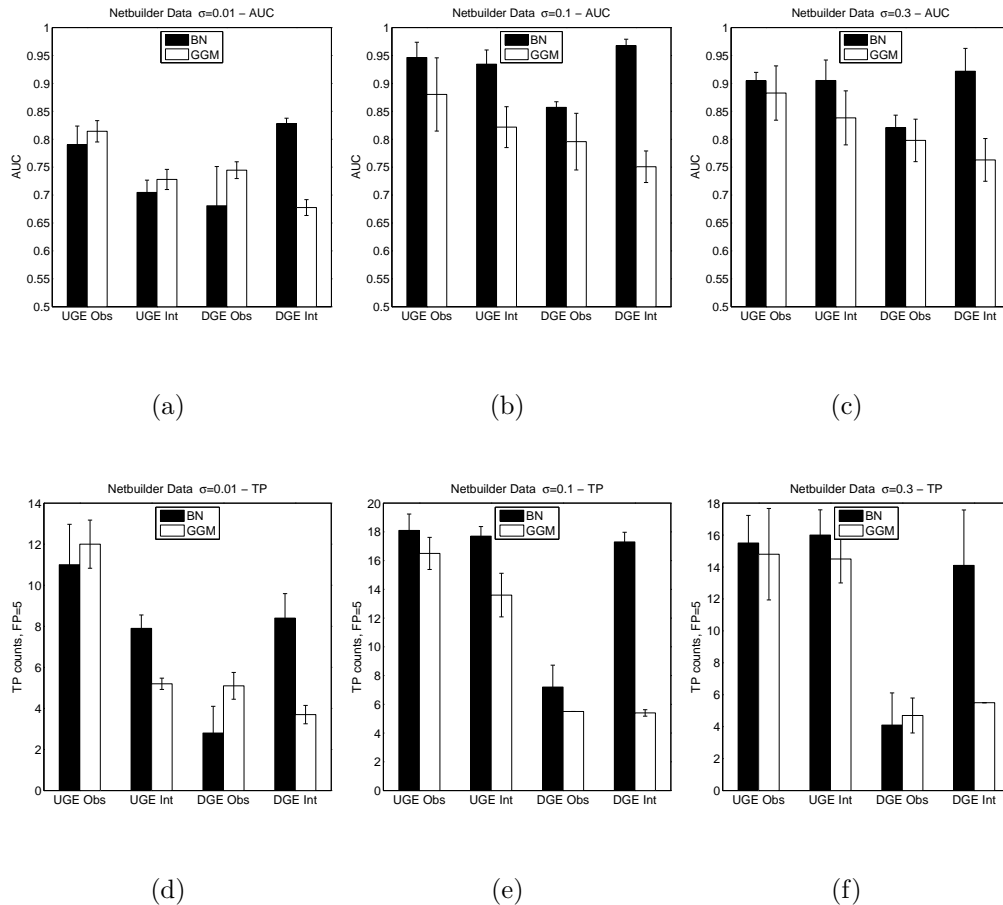 Netbuilder Data σ=0.01 – AUC
BN
GGM
AUC
1
0.95
0.9
0.85
0.8
0.75
0.7
0.65
0.6
0.55
0.5
UGE Obs UGE Int DGE Obs DGE Int
(a)
Netbuilder Data σ=0.1 – AUC
BN
GGM
AUC
1
0.95
0.9
0.85
0.8
0.75
0.7
0.65
0.6
0.55
0.5
UGE Obs UGE Int DGE Obs DGE Int
(b)
Netbuilder Data σ=0.3 – AUC
BN
GGM
AUC
1
0.95
0.9
0.85
0.8
0.75
0.7
0.65
0.6
0.55
0.5
UGE Obs UGE Int DGE Obs DGE Int
(c)
Netbuilder Data σ=0.01 – TP
BN
GGM
TP counts, FP=5
14
12
10
8
6
4
2
0
UGE Obs UGE Int DGE Obs DGE Int
(d)
Netbuilder Data σ=0.1 – TP
BN
GGM
TP counts, FP=5
20
18
16
14
12
10
8
6
4
2
0
UGE Obs UGE Int DGE Obs DGE Int
(e)
Netbuilder Data σ=0.3 – TP
BN
GGM
TP counts, FP=5
18
16
14
12
10
8
6
4
2
0
UGE Obs UGE Int DGE Obs DGE Int
(f)